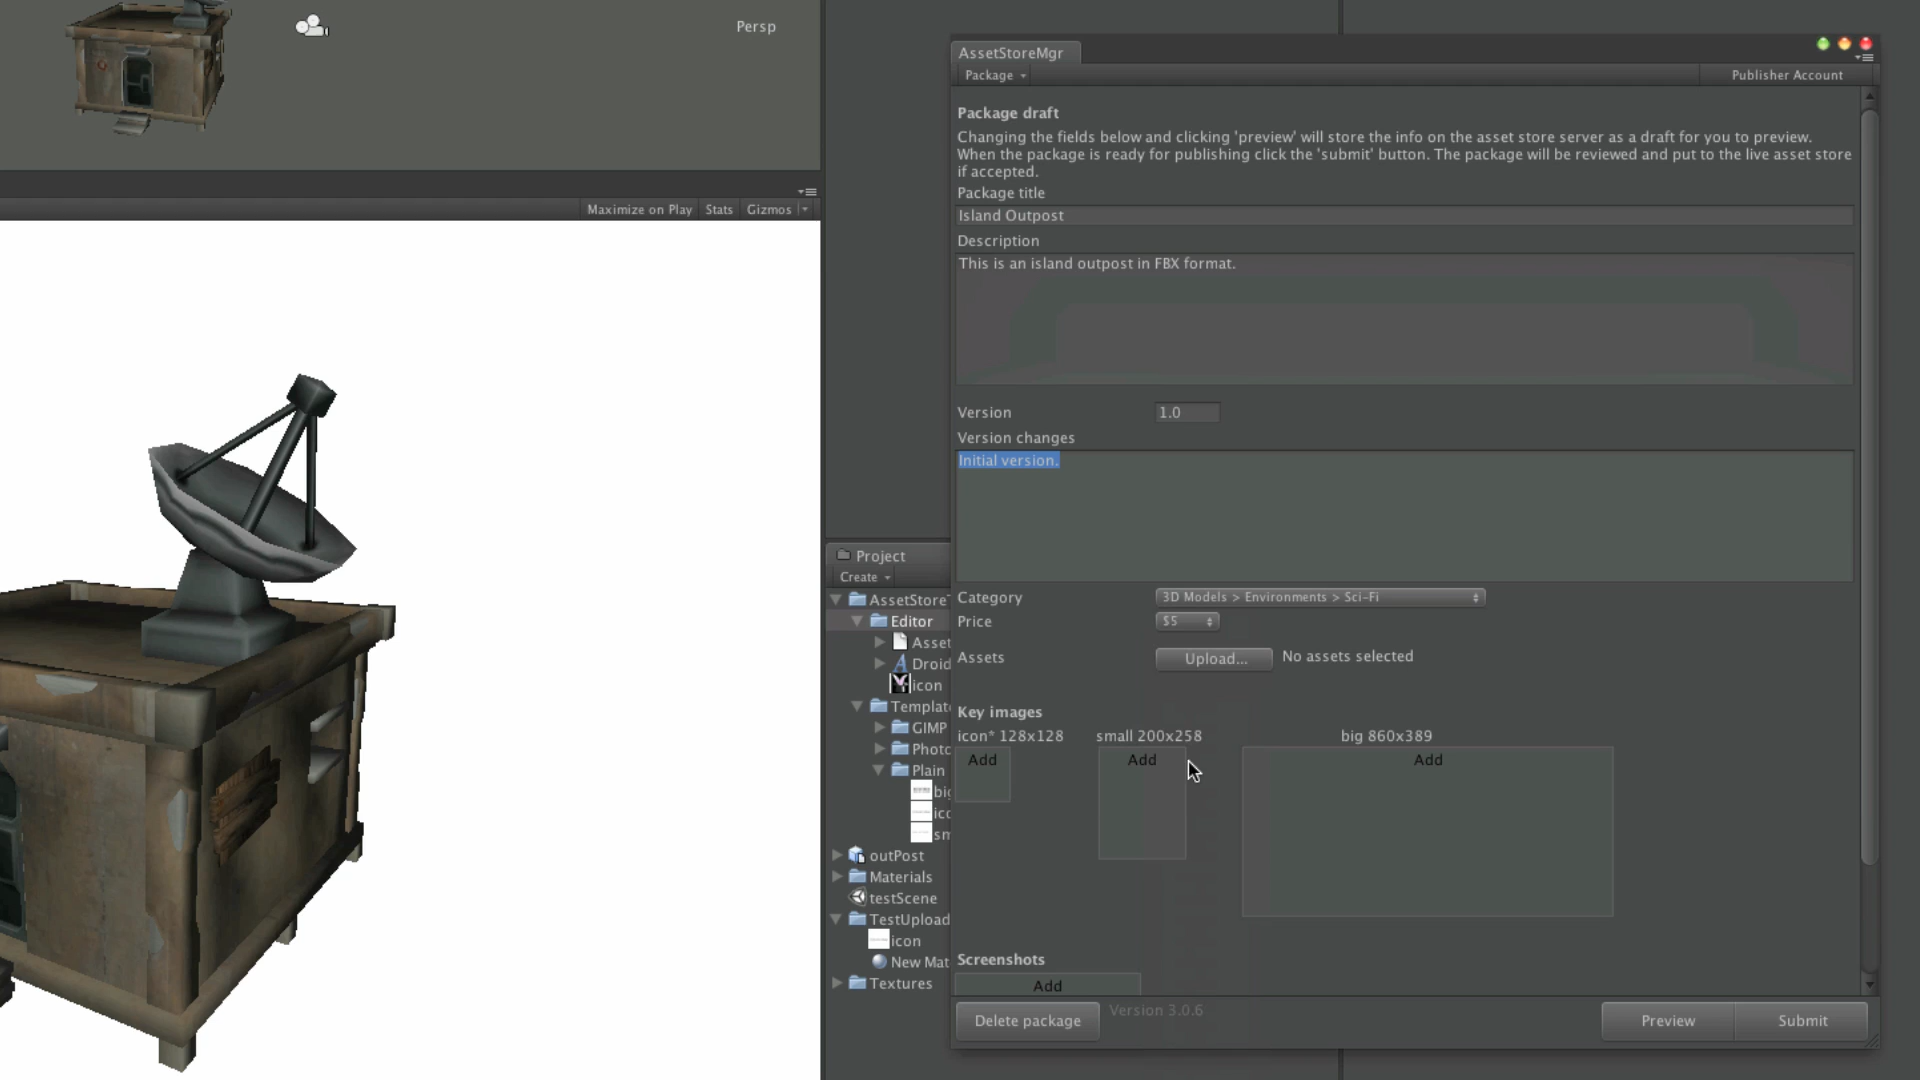 Persp
Maximize on Play
Stats
Gizmos
AssetStoreMgr
Package
Publisher Account
Package draft
Changing the fields below and clicking 'preview' will store the info on the asset store server as a draft for you to preview.
When the package is ready for publishing click the 'submit' button. The package will be reviewed and put to the live asset store
if accepted.
Package title
Island Outpost
Description
This is an island outpost in FBX format.
Version
1.0
Version changes
Initial version.
Category
3D Models > Environments > Sci-Fi
Price
$5
Assets
Upload...
No assets selected
Key images
icon* 128x128
small 200x258
big 860x389
Add
Add
Add
Screenshots
Add
Delete package
Version 3.0.6
Preview
Submit
Project
Create
AssetStore
Editor
Asset
Droid
icon
Templat
GIMP
Photo
Plain
big
ico
sm
outPost
Materials
testScene
TestUpload
icon
New Mat
Textures